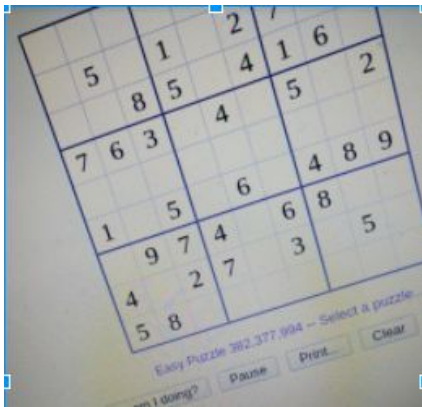 5 1 2
8 5 4 1 6
7 6 3 4 5 2
1 5 6 4 8 9
9 7 4 6 8
4 2 7 3 5
5 8
Easy Puzzle 382,377,994 -- Select a puzzle
I doing? Pause Print... Clear